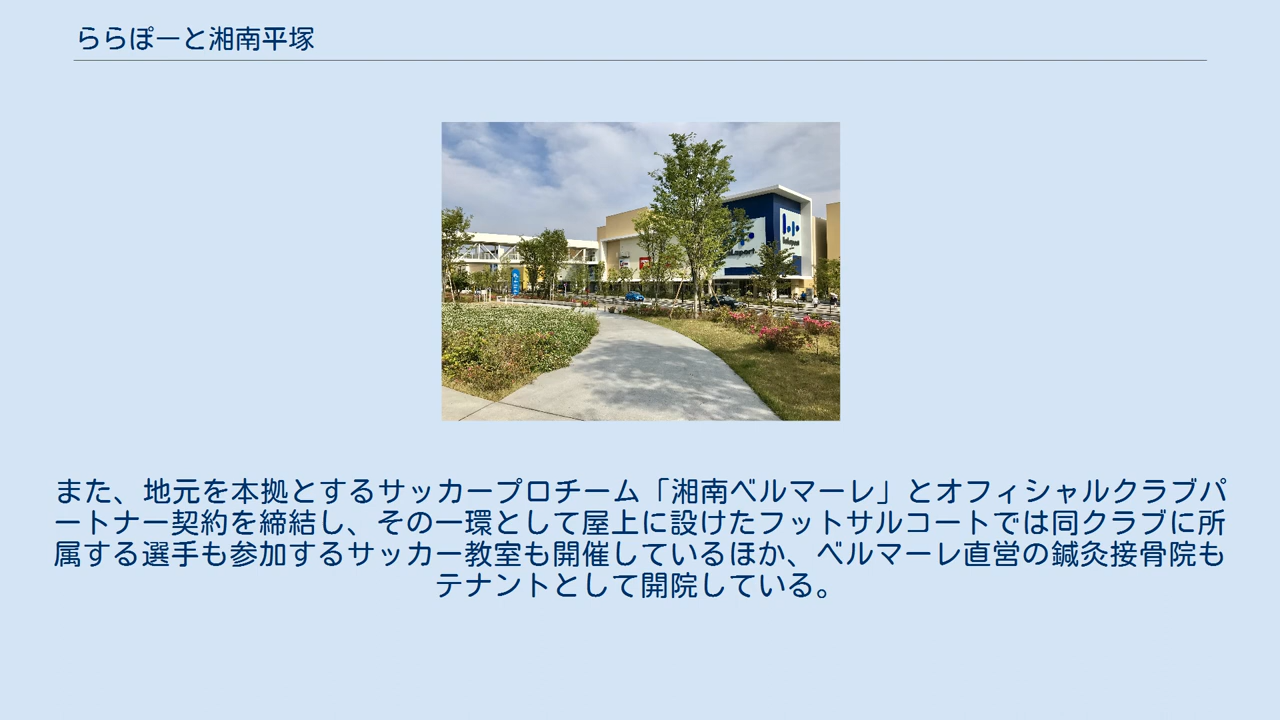 ららぽーと湘南平塚
また、地元を本拠とするサッカープロチーム「湘南ベルマーレ」とオフィシャルクラブパ
ートナー契約を締結し、その一環として屋上に設けたフットサルコートでは同クラブに所
属する選手も参加するサッカー教室も開催しているほか、ベルマーレ直営の鍼灸接骨院も
テナントとして開院している。